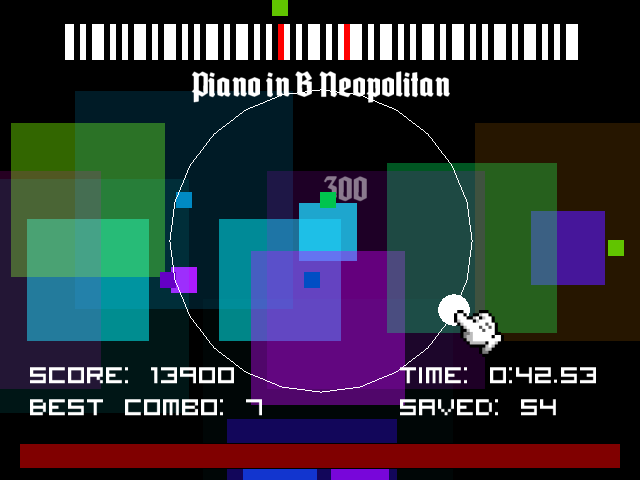 Piano in B Neopolitan
300
SCORE: 13900
TIME: 0:42.53
BEST COMBO: 7
SAVED: 54